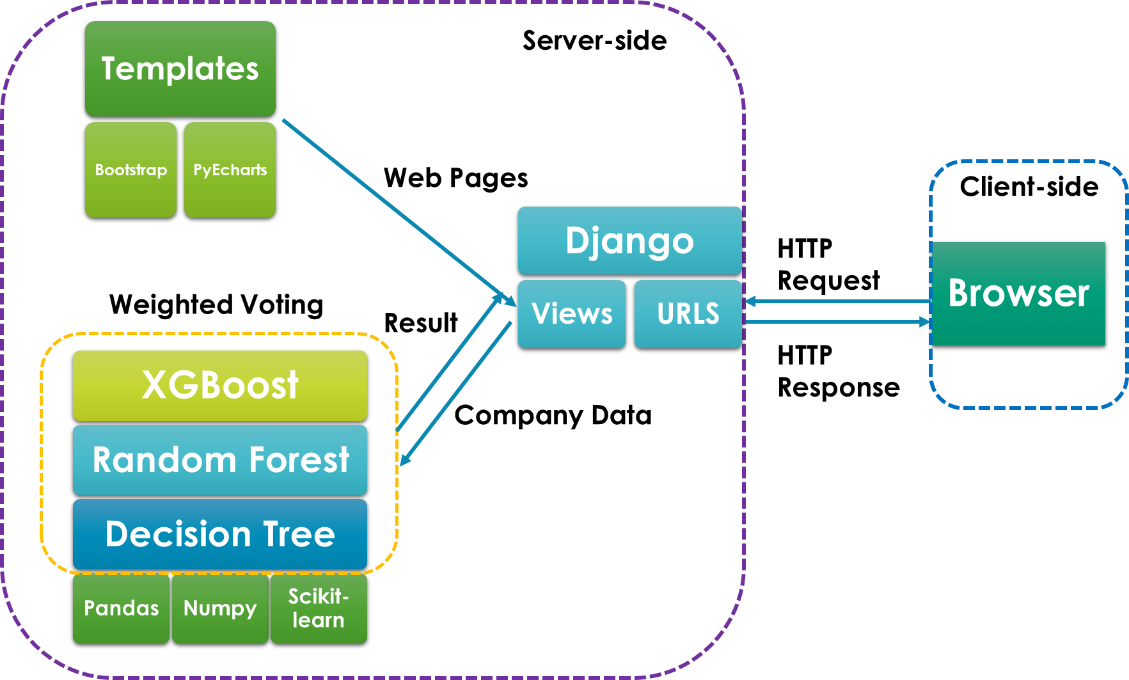 Server-side
Templates
Bootstrap
PyEcharts
Web Pages
Client-side
Django
Views
URLS
HTTP
Request
Browser
HTTP
Response
Weighted Voting
Result
Company Data
XGBoost
Random Forest
Decision Tree
Pandas
Numpy
Scikit-
learn